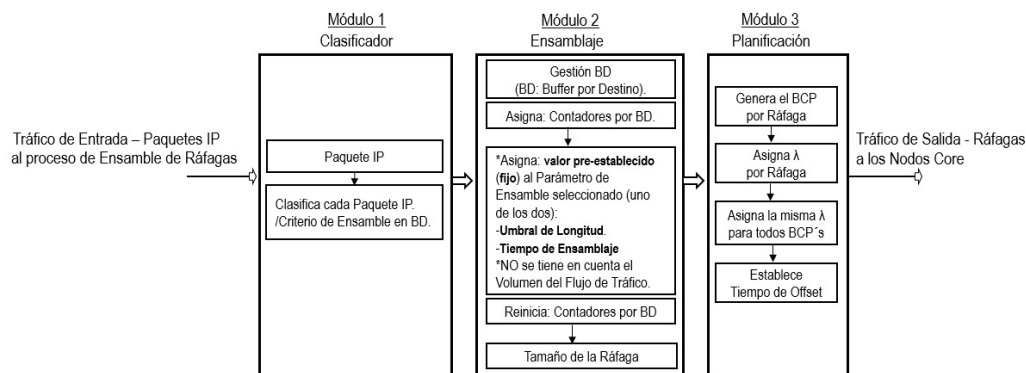 Módulo 1
Clasificador
Módulo 2
Ensamblaje
Módulo 3
Planificación
Tráfico de Entrada – Paquetes IP
al proceso de Ensamble de Ráfagas
Paquete IP
Clasifica cada Paquete IP.
/Criterio de Ensamble en BD.
Gestión BD
(BD: Buffer por Destino).
Asigna: Contadores por BD.
*Asigna: valor pre-establecido
(fijo) al Parámetro de
Ensamble seleccionado (uno
de los dos):
-Umbral de Longitud.
-Tiempo de Ensamblaje
*NO se tiene en cuenta el
Volumen del Flujo de Tráfico.
Reinicia: Contadores por BD
Tamaño de la Ráfaga
Genera el BCP
por Ráfaga
Asigna λ
por Ráfaga
Asigna la misma λ
para todos BCP´s
Establece
Tiempo de Offset
Tráfico de Salida - Ráfagas
a los Nodos Core